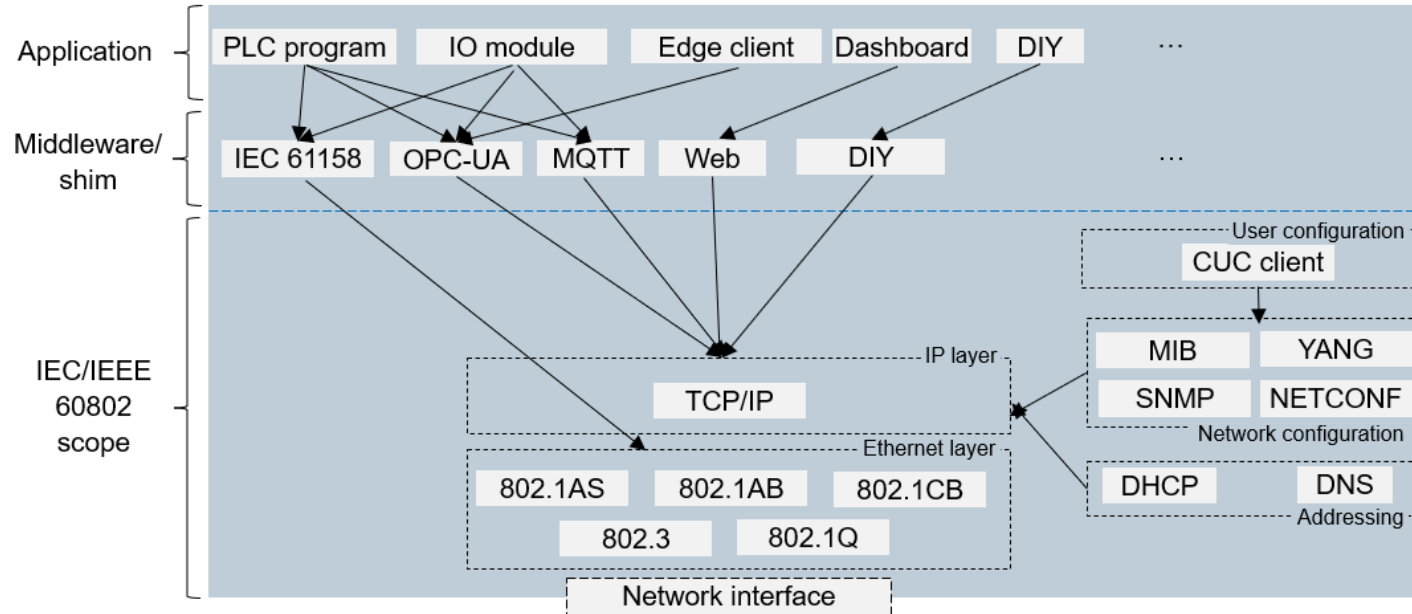 Application
PLC program
IO module
Edge client
Dashboard
DIY
...
Middleware/
shim
IEC 61158
OPC-UA
MQTT
Web
DIY
...
IEC/IEEE
60802
scope
User configuration
CUC client
MIB
YANG
SNMP
NETCONF
Network configuration
IP layer
TCP/IP
Ethernet layer
802.1AS
802.1AB
802.1CB
802.3
802.1Q
DHCP
DNS
Addressing
Network interface